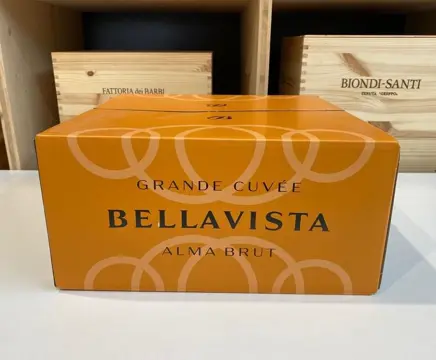 FATTORIA dei BARBI
BIONDI-SANTI
GRANDE CUVÉE
BELLAVISTA
ALMA BRUT